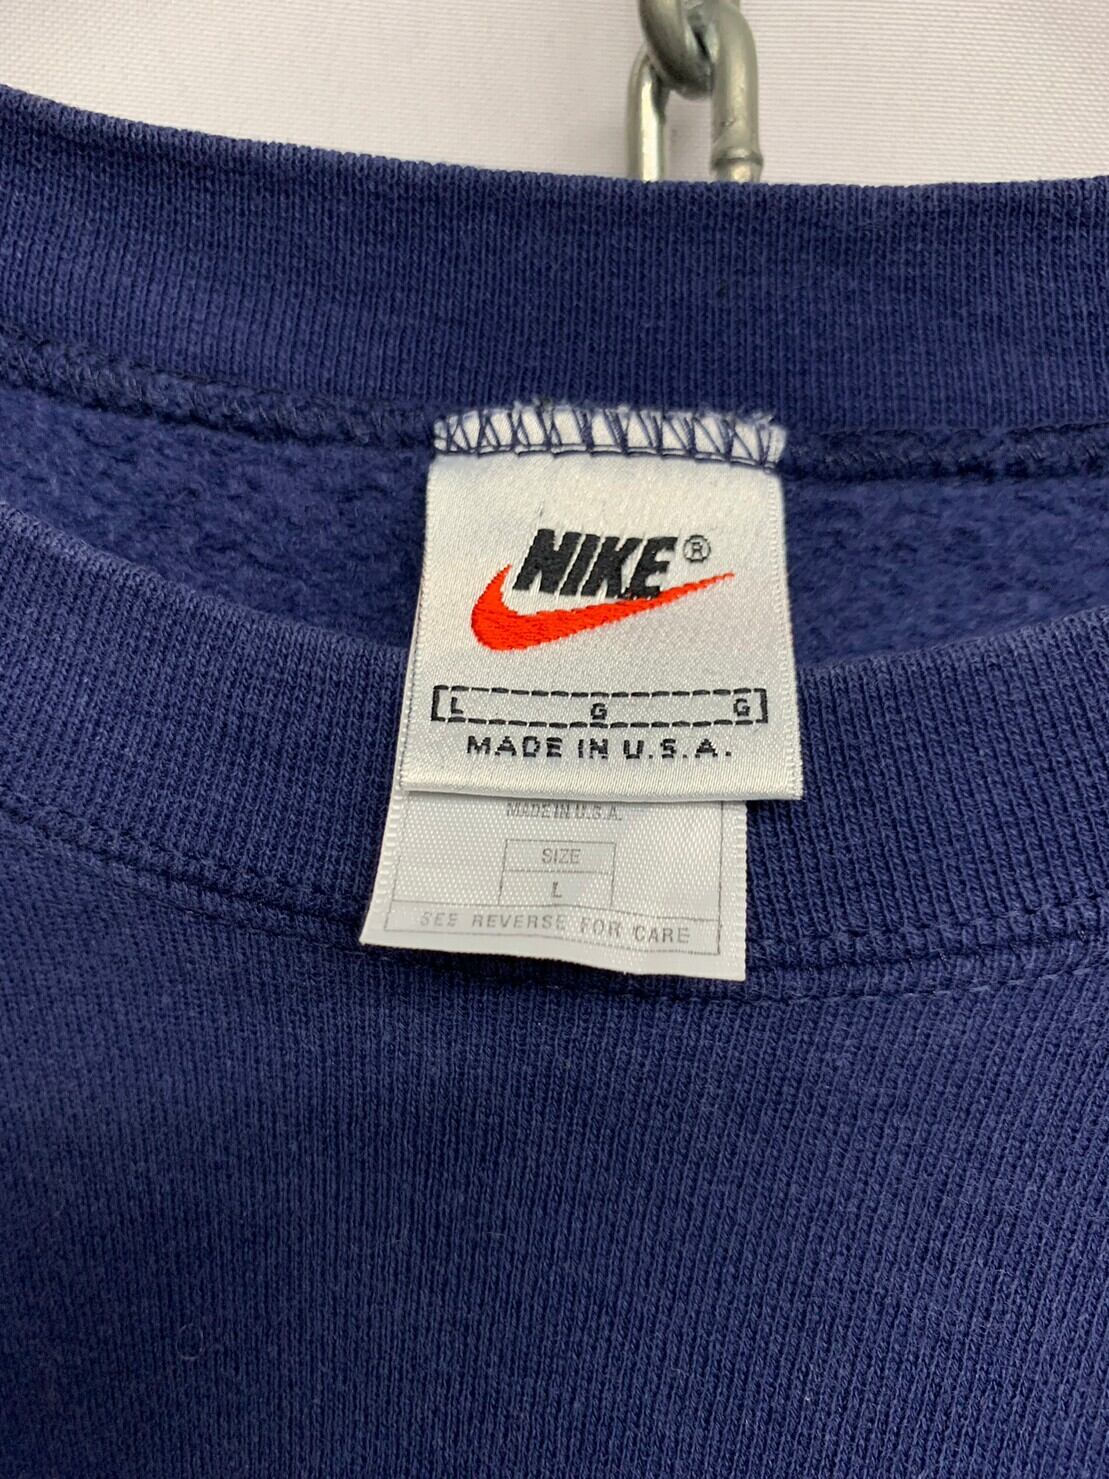 NIKE®
L G G
MADE IN U.S.A.
MADE IN U.S.A.
SIZE
L
SEE REVERSE FOR CARE